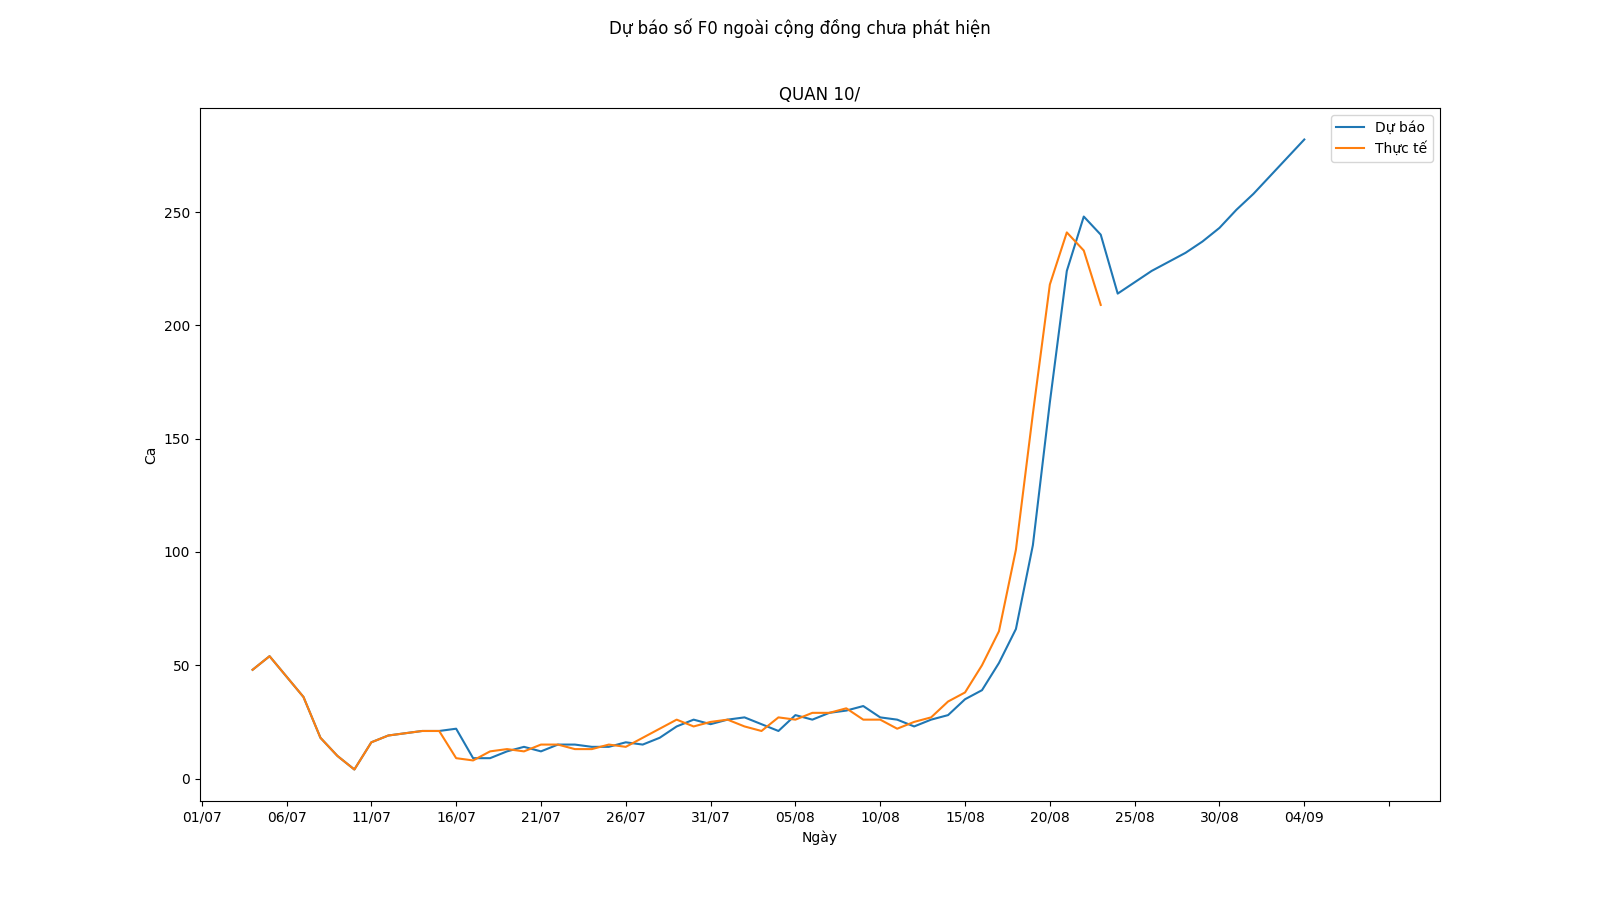 Dự báo số F0 ngoài cộng đồng chưa phát hiện
QUAN 10/
Dự báo
Thực tế
250
200
150
100
50
0
Ca
01/07 06/07 11/07 16/07 21/07 26/07 31/07 05/08 10/08 15/08 20/08 25/08 30/08 04/09
Ngày